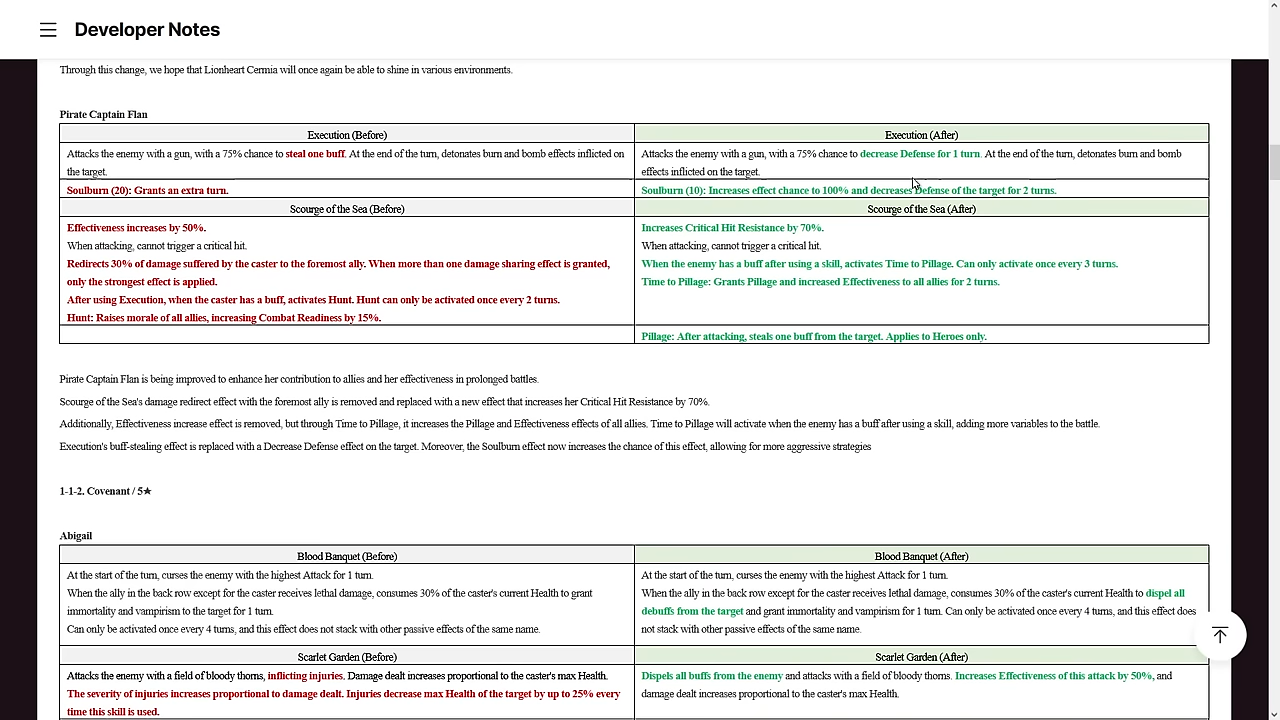 Developer Notes
Through this change, we hope that Lionheart Cermia will once again be able to shine in various environments.
Pirate Captain Flan
Execution (Before)
Execution (After)
Attacks the enemy with a gun, with a 75% chance to steal one buff. At the end of the turn, detonates burn and bomb effects inflicted on
the target.
Attacks the enemy with a gun, with a 75% chance to decrease Defense for 1 turn. At the end of the turn, detonates burn and bomb
effects inflicted on the target.
Soulburn (20): Grants an extra turn.
Soulburn (10): Increases effect chance to 100% and decreases Defense of the target for 2 turns.
Scourge of the Sea (Before)
Scourge of the Sea (After)
Effectiveness increases by 50%.
When attacking, cannot trigger a critical hit.
Redirects 30% of damage suffered by the caster to the foremost ally. When more than one damage sharing effect is granted,
only the strongest effect is applied.
After using Execution, when the caster has a buff, activates Hunt. Hunt can only be activated once every 2 turns.
Hunt: Raises morale of all allies, increasing Combat Readiness by 15%.
Increases Critical Hit Resistance by 70%.
When attacking, cannot trigger a critical hit.
When the enemy has a buff after using a skill, activates Time to Pillage. Can only activate once every 3 turns.
Time to Pillage: Grants Pillage and increased Effectiveness to all allies for 2 turns.
Pillage: After attacking, steals one buff from the target. Applies to Heroes only.
Pirate Captain Flan is being improved to enhance her contribution to allies and her effectiveness in prolonged battles.
Scourge of the Sea's damage redirect effect with the foremost ally is removed and replaced with a new effect that increases her Critical Hit Resistance by 70%.
Additionally, Effectiveness increase effect is removed, but through Time to Pillage, it increases the Pillage and Effectiveness effects of all allies. Time to Pillage will activate when the enemy has a buff after using a skill, adding more variables to the battle.
Execution's buff-stealing effect is replaced with a Decrease Defense effect on the target. Moreover, the Soulburn effect now increases the chance of this effect, allowing for more aggressive strategies
1-1-2. Covenant / 5★
Abigail
Blood Banquet (Before)
Blood Banquet (After)
At the start of the turn, curses the enemy with the highest Attack for 1 turn.
When the ally in the back row except for the caster receives lethal damage, consumes 30% of the caster's current Health to grant
immortality and vampirism to the target for 1 turn.
Can only be activated once every 4 turns, and this effect does not stack with other passive effects of the same name.
At the start of the turn, curses the enemy with the highest Attack for 1 turn.
When the ally in the back row except for the caster receives lethal damage, consumes 30% of the caster's current Health to dispel all
debuffs from the target and grant immortality and vampirism for 1 turn. Can only be activated once every 4 turns, and this effect does
not stack with other passive effects of the same name.
Scarlet Garden (Before)
Scarlet Garden (After)
Attacks the enemy with a field of bloody thorns, inflicting injuries. Damage dealt increases proportional to the caster's max Health.
The severity of injuries increases proportional to damage dealt. Injuries decrease max Health of the target by up to 25% every
time this skill is used.
Dispels all buffs from the enemy and attacks with a field of bloody thorns. Increases Effectiveness of this attack by 50%, and
damage dealt increases proportional to the caster's max Health.